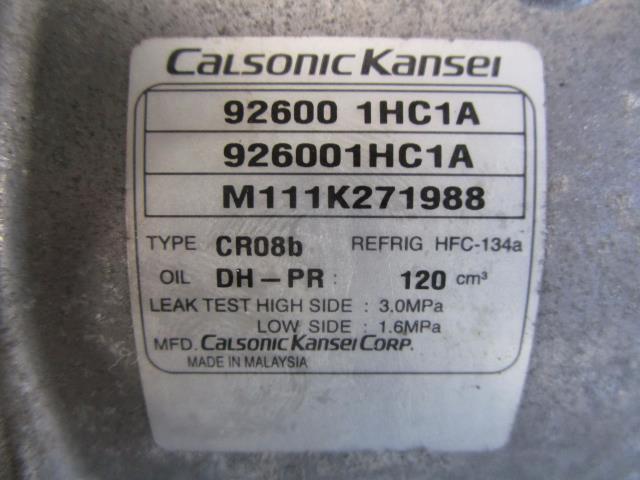 CALSONIC KANSEI
92600 1HC1A
926001HC1A
M111K271988
TYPE CR08b REFRIG HFC-134a
OIL DH-PR : 120 cm³
LEAK TEST HIGH SIDE : 3.0MPa
LOW SIDE : 1.6MPa
MFD. CALSONIC KANSEI CORP.
MADE IN MALAYSIA